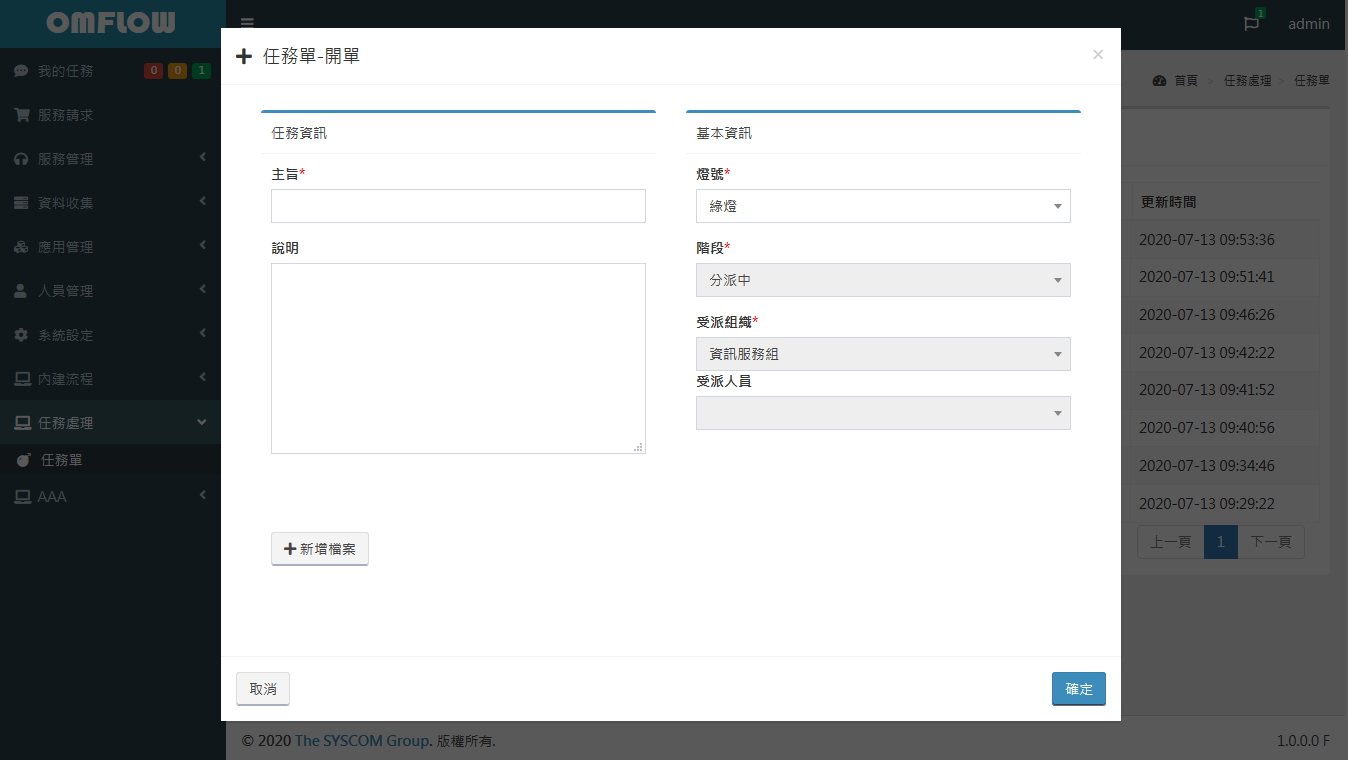 OMFLOW
1
admin
我的任務 0 0 1
服務請求
服務管理
資料收集
應用管理
人員管理
系統設定
內建流程
任務處理
任務單
AAA
首頁 > 任務處理 > 任務單
任務單-開單 ×
任務資訊
主旨*
說明
新增檔案
基本資訊
燈號*
綠燈
階段*
分派中
受派組織*
資訊服務組
受派人員
取消
確定
更新時間
2020-07-13 09:53:36
2020-07-13 09:51:41
2020-07-13 09:46:26
2020-07-13 09:42:22
2020-07-13 09:41:52
2020-07-13 09:40:56
2020-07-13 09:34:46
2020-07-13 09:29:22
上一頁 1 下一頁
© 2020 The SYSCOM Group. 版權所有.
1.0.0.0 F